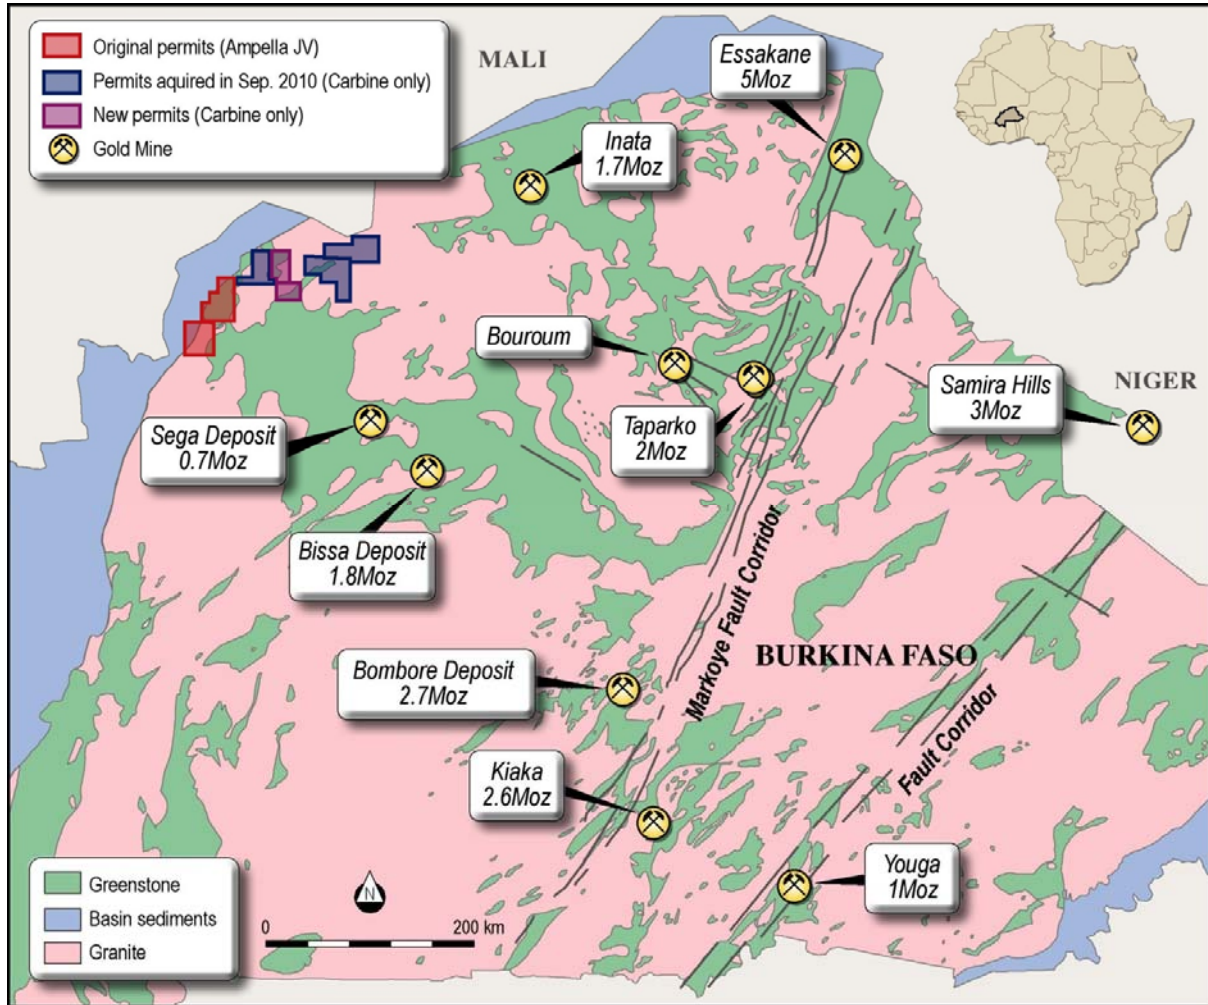 Original permits (Ampella JV)
Permits aquired in Sep. 2010 (Carbine only)
New permits (Carbine only)
Gold Mine
MALI
Essakane
5Moz
Inata
1.7Moz
Bouroum
Taparko
2Moz
Samira Hills
3Moz
NIGER
Sega Deposit
0.7Moz
Bissa Deposit
1.8Moz
Markoye Fault Corridor
BURKINA FASO
Bombore Deposit
2.7Moz
Fault Corridor
Kiaka
2.6Moz
Youga
1Moz
Greenstone
Basin sediments
Granite
N
0 200 km